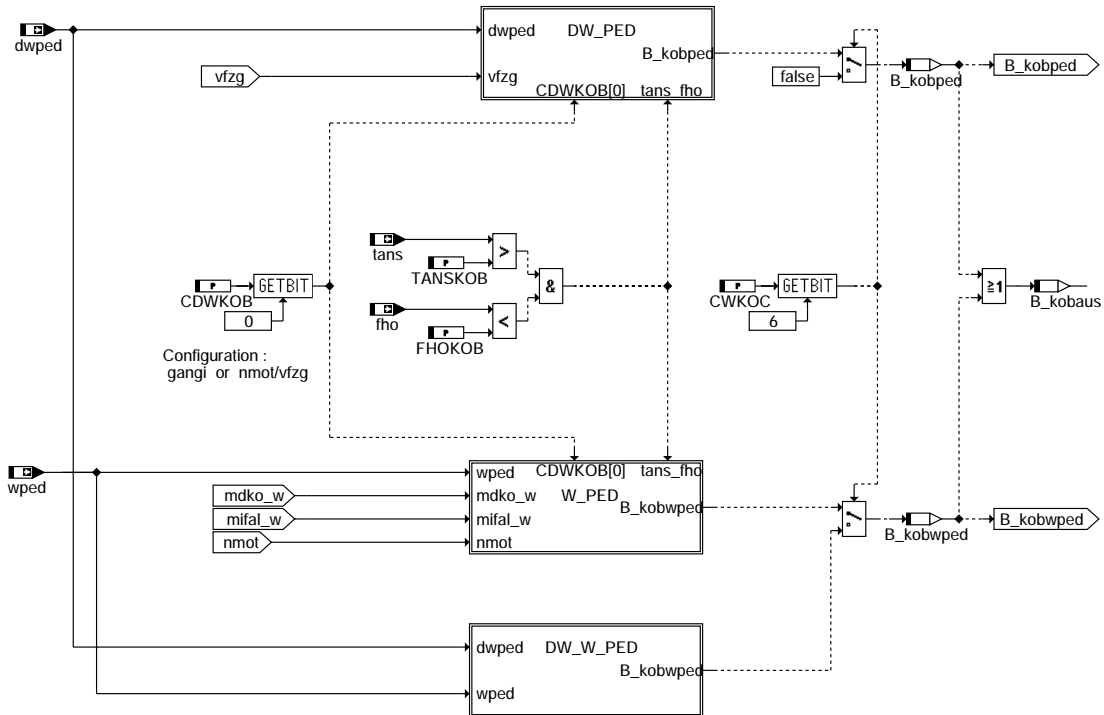 dwped
vfzg
dwped DW_PED
B_kobped
vfzg
CDWKOB[0] tans_fho
false
B_kobped
B_kobped
tans
P
TANSKOB
>
&
fho
P
FHOKOB
<
P
CDWKOB
GETBIT
0
Configuration :
gangi or nmot/vfzg
P
CWKOC
GETBIT
6
≥1
B_kobaus
wped
mdko_w
mifal_w
nmot
wped CDWKOB[0] tans_fho
mdko_w W_PED
B_kobwped
mifal_w
nmot
B_kobwped
B_kobwped
dwped DW_W_PED
B_kobwped
wped